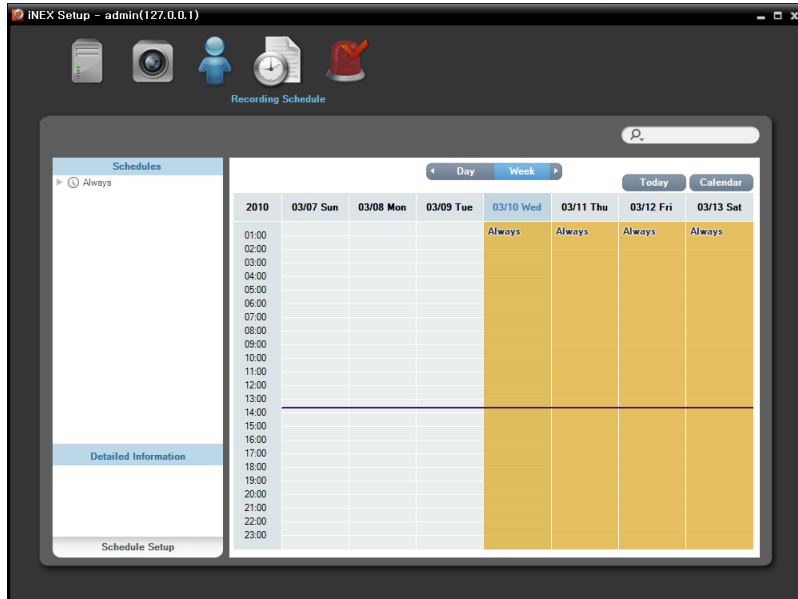 iNEX Setup - admin(127.0.0.1)
Recording Schedule
Schedules
Always
Detailed Information
Schedule Setup
Day Week
Today Calendar
2010 03/07 Sun 03/08 Mon 03/09 Tue 03/10 Wed 03/11 Thu 03/12 Fri 03/13 Sat
Always Always Always Always
01:00
02:00
03:00
04:00
05:00
06:00
07:00
08:00
09:00
10:00
11:00
12:00
13:00
14:00
15:00
16:00
17:00
18:00
19:00
20:00
21:00
22:00
23:00